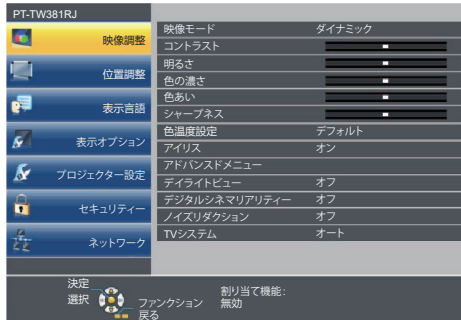 PT-TW381RJ
映像調整
位置調整
表示言語
表示オプション
プロジェクター設定
セキュリティー
ネットワーク
映像モード ダイナミック
コントラスト
明るさ
色の濃さ
色あい
シャープネス
色温度設定 デフォルト
アイリス オン
アドバンスドメニュー
デイライトビュー オフ
デジタルシネマリアリティー オフ
ノイズリダクション オフ
TVシステム オート
決定
選択
ファンクション
戻る
割り当て機能:
無効